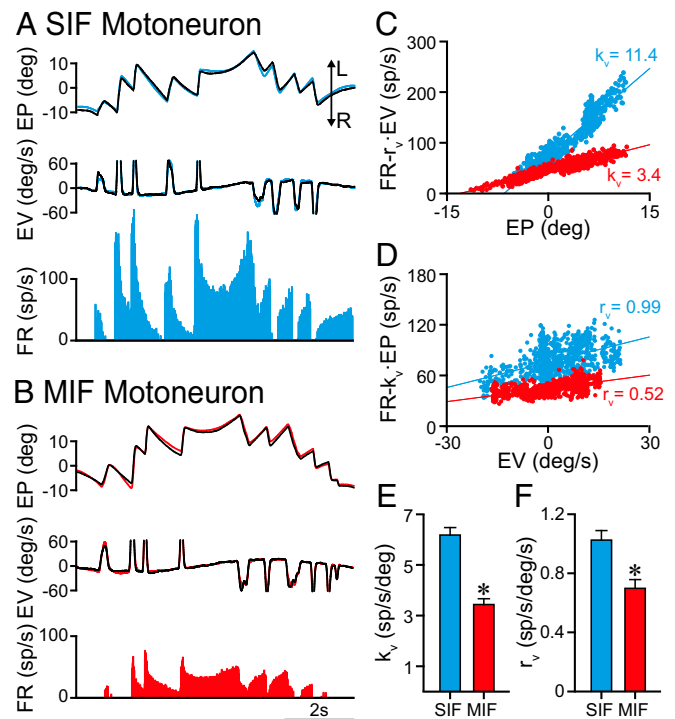 A SIF Motoneuron
EP (deg)
10
0
-10
L
R
EV (deg/s)
60
0
-60
FR (sp/s)
100
0
B MIF Motoneuron
EP (deg)
10
0
-10
EV (deg/s)
60
0
-60
FR (sp/s)
100
0
2s
C
FR-rv·EV (sp/s)
300
200
100
0
kv= 11.4
kv= 3.4
-15
0
15
EP (deg)
D
FR-kv·EP (sp/s)
180
120
60
0
rv= 0.99
rv= 0.52
-30
0
30
EV (deg/s)
E
kv (sp/s/deg)
7
5
3
1
*
SIF MIF
F
rv (sp/s/deg/s)
1.2
0.8
0.4
0
*
SIF MIF